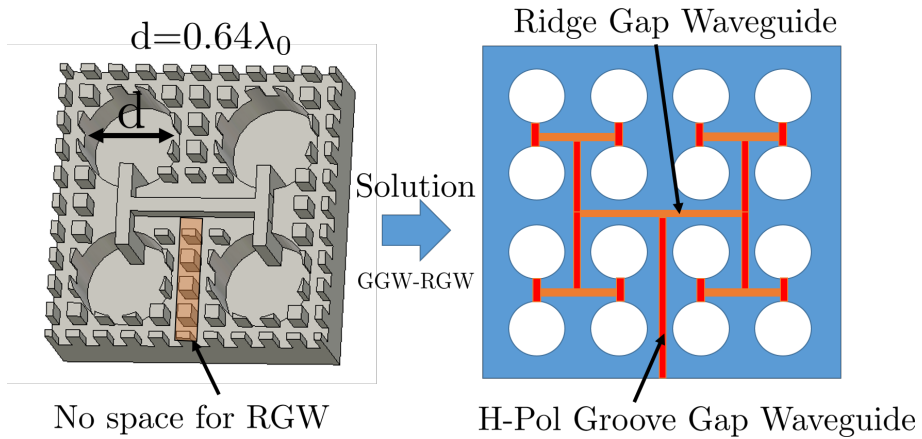 d=0.64λ₀
d
No space for RGW
Solution
GGW-RGW
Ridge Gap Waveguide
H-Pol Groove Gap Waveguide